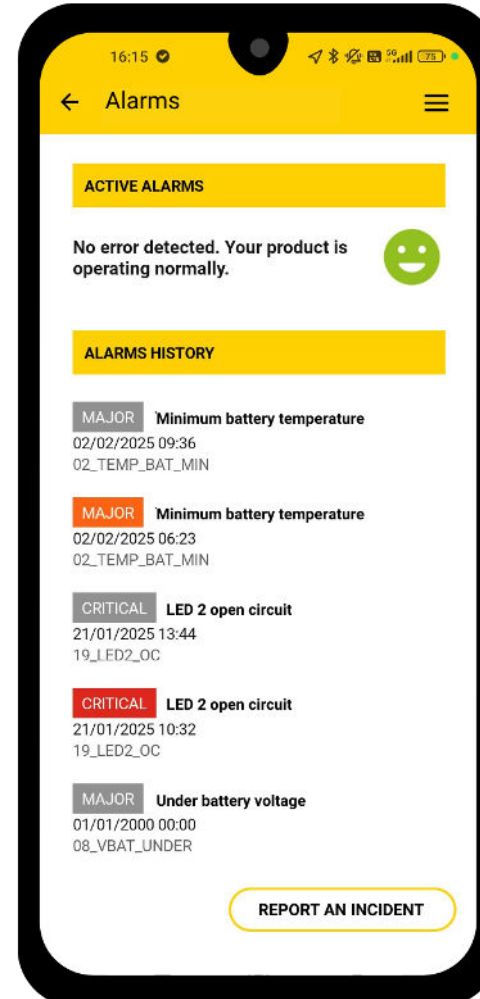 16:15
5G
75
Alarms
ACTIVE ALARMS
No error detected. Your product is
operating normally.
ALARMS HISTORY
MAJOR Minimum battery temperature
02/02/2025 09:36
02_TEMP_BAT_MIN
MAJOR Minimum battery temperature
02/02/2025 06:23
02_TEMP_BAT_MIN
CRITICAL LED 2 open circuit
21/01/2025 13:44
19_LED2_OC
CRITICAL LED 2 open circuit
21/01/2025 10:32
19_LED2_OC
MAJOR Under battery voltage
01/01/2000 00:00
08_VBAT_UNDER
REPORT AN INCIDENT